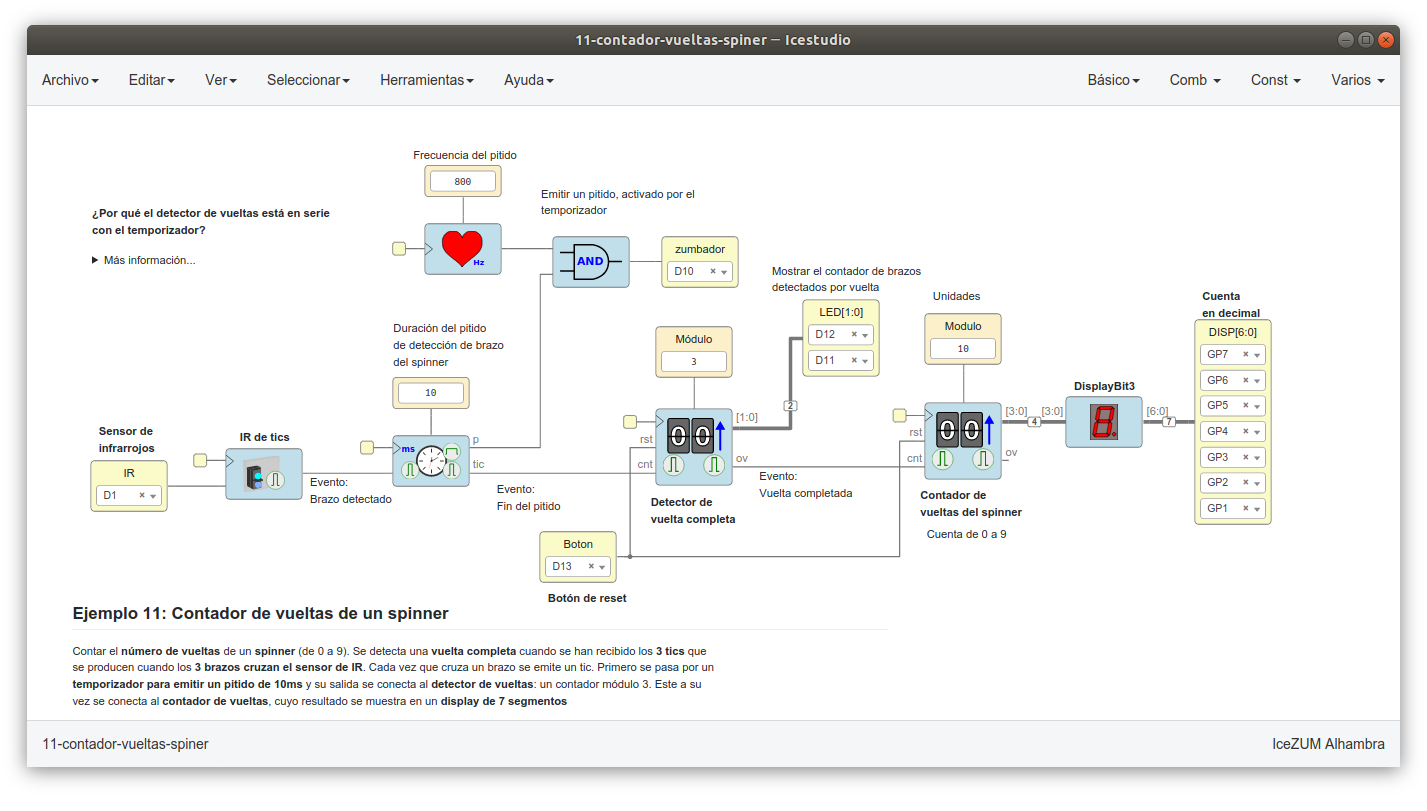 11-contador-vueltas-spiner — Icestudio
Archivo Editar Ver Seleccionar Herramientas Ayuda Básico Comb Const Varios
Frecuencia del pitido
800
Hz
Emitir un pitido, activado por el
temporizador
¿Por qué el detector de vueltas está en serie
con el temporizador?
Más información...
AND
zumbador
D10
Mostrar el contador de brazos
detectados por vuelta
LED[1:0]
D12
D11
Duración del pitido
de detección de brazo
del spinner
10
Módulo
3
Unidades
Modulo
10
Cuenta
en decimal
DISP[6:0]
GP7
GP6
GP5
GP4
GP3
GP2
GP1
DisplayBit3
[3:0]
[6:0]
7
Sensor de
infrarrojos
IR
D1
IR de tics
Evento:
Brazo detectado
ms
p
tic
Evento:
Fin del pitido
rst
cnt
00
[1:0]
ov
2
Detector de
vuelta completa
Evento:
Vuelta completada
rst
cnt
00
[3:0]
ov
4
Contador de
vueltas del spinner
Cuenta de 0 a 9
Boton
D13
Botón de reset
Ejemplo 11: Contador de vueltas de un spinner
Contar el número de vueltas de un spinner (de 0 a 9). Se detecta una vuelta completa cuando se han recibido los 3 tics que
se producen cuando los 3 brazos cruzan el sensor de IR. Cada vez que cruza un brazo se emite un tic. Primero se pasa por un
temporizador para emitir un pitido de 10ms y su salida se conecta al detector de vueltas: un contador módulo 3. Este a su
vez se conecta al contador de vueltas, cuyo resultado se muestra en un display de 7 segmentos
11-contador-vueltas-spiner
IceZUM Alhambra